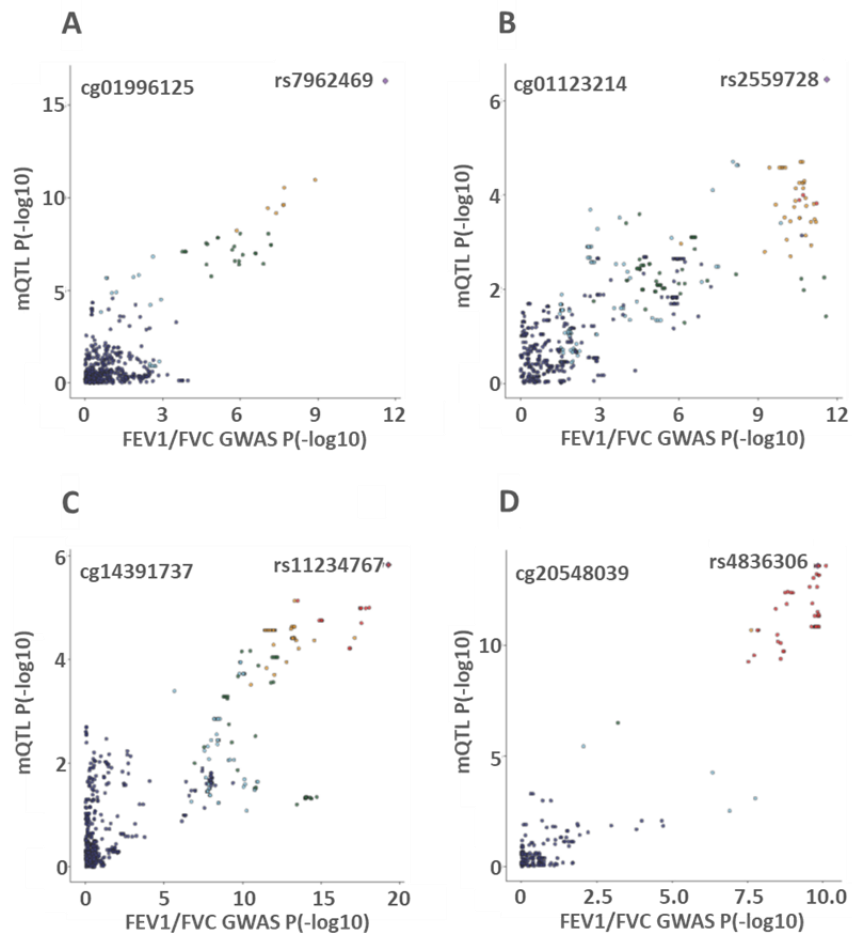 A
cg01996125
rs7962469
mQTL P(-log10)
15
10
5
0
0 3 6 9 12
FEV1/FVC GWAS P(-log10)
B
cg01123214
rs2559728
mQTL P(-log10)
6
4
2
0
0 3 6 9 12
FEV1/FVC GWAS P(-log10)
C
cg14391737
rs11234767
mQTL P(-log10)
6
4
2
0
0 5 10 15 20
FEV1/FVC GWAS P(-log10)
D
cg20548039
rs4836306
mQTL P(-log10)
10
5
0
0 2.5 5.0 7.5 10.0
FEV1/FVC GWAS P(-log10)